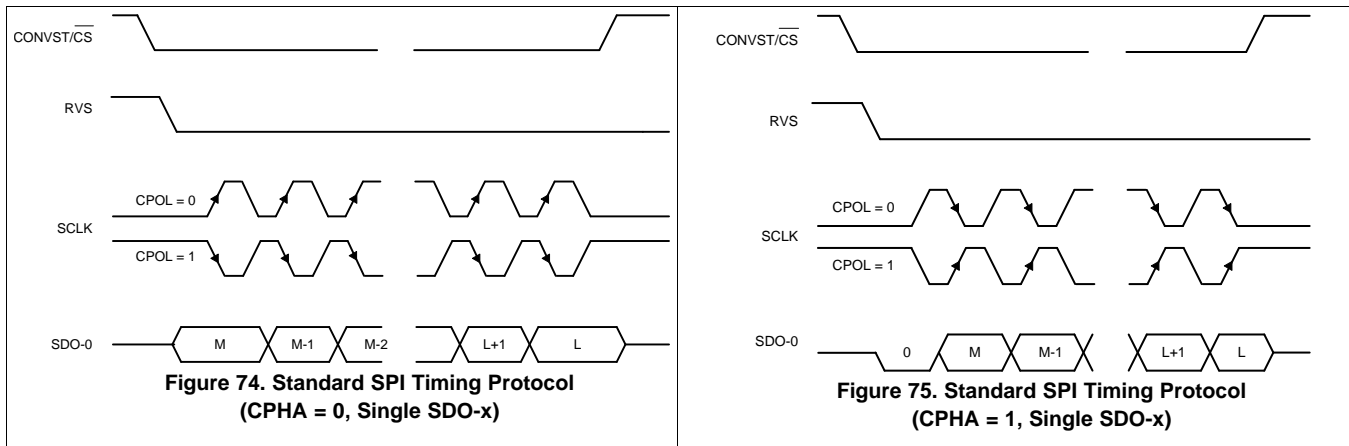 CONVST/CS
RVS
CPOL = 0
SCLK
CPOL = 1
SDO-0
M
M-1
M-2
L+1
L
Figure 74. Standard SPI Timing Protocol
(CPHA = 0, Single SDO-x)
CONVST/CS
RVS
CPOL = 0
SCLK
CPOL = 1
SDO-0
0
M
M-1
L+1
L
Figure 75. Standard SPI Timing Protocol
(CPHA = 1, Single SDO-x)